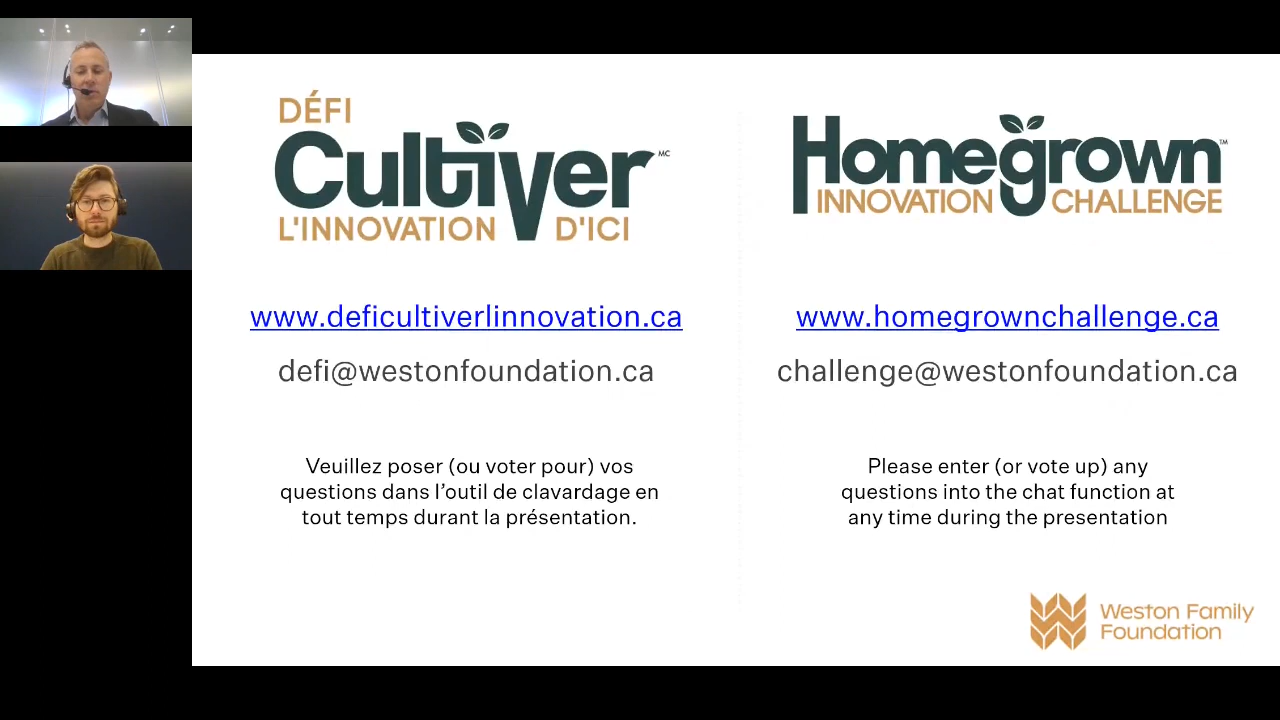 DÉFI
Cultiver MC
L'INNOVATION D'ICI
www.deficultiverlinnovation.ca
defi@westonfoundation.ca
Veuillez poser (ou voter pour) vos
questions dans l’outil de clavardage en
tout temps durant la présentation.
Homegrown TM
INNOVATION CHALLENGE
www.homegrownchallenge.ca
challenge@westonfoundation.ca
Please enter (or vote up) any
questions into the chat function at
any time during the presentation
Weston Family
Foundation